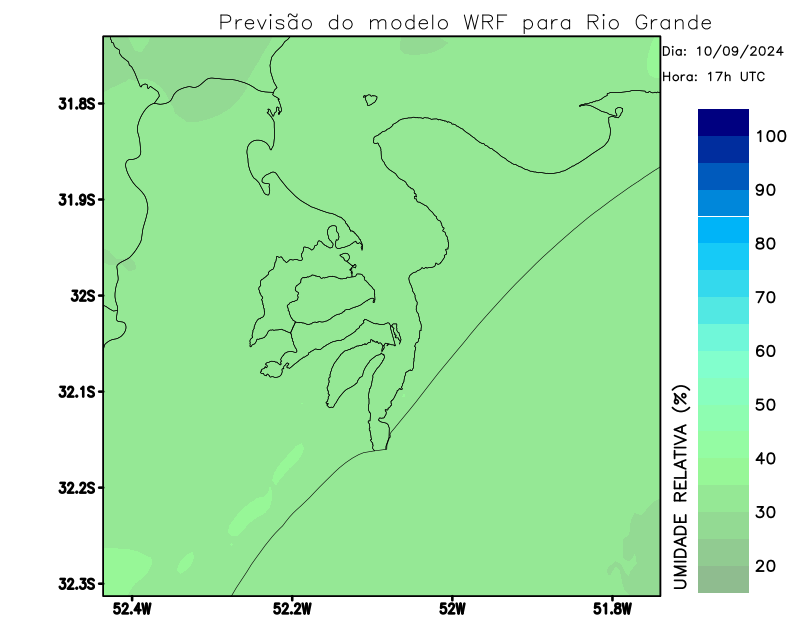 Previsão do modelo WRF para Rio Grande
Dia: 10/09/2024
Hora: 17h UTC
31.8S
31.9S
32S
32.1S
32.2S
32.3S
52.4W
52.2W
52W
51.8W
100
90
80
70
60
50
40
30
20
UMIDADE RELATIVA (%)